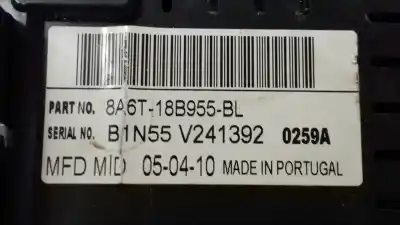 PART NO. 8A6T-18B955-BL
SERIAL NO. B1N55 V241392 0259A
MFD MID 05-04-10 MADE IN PORTUGAL